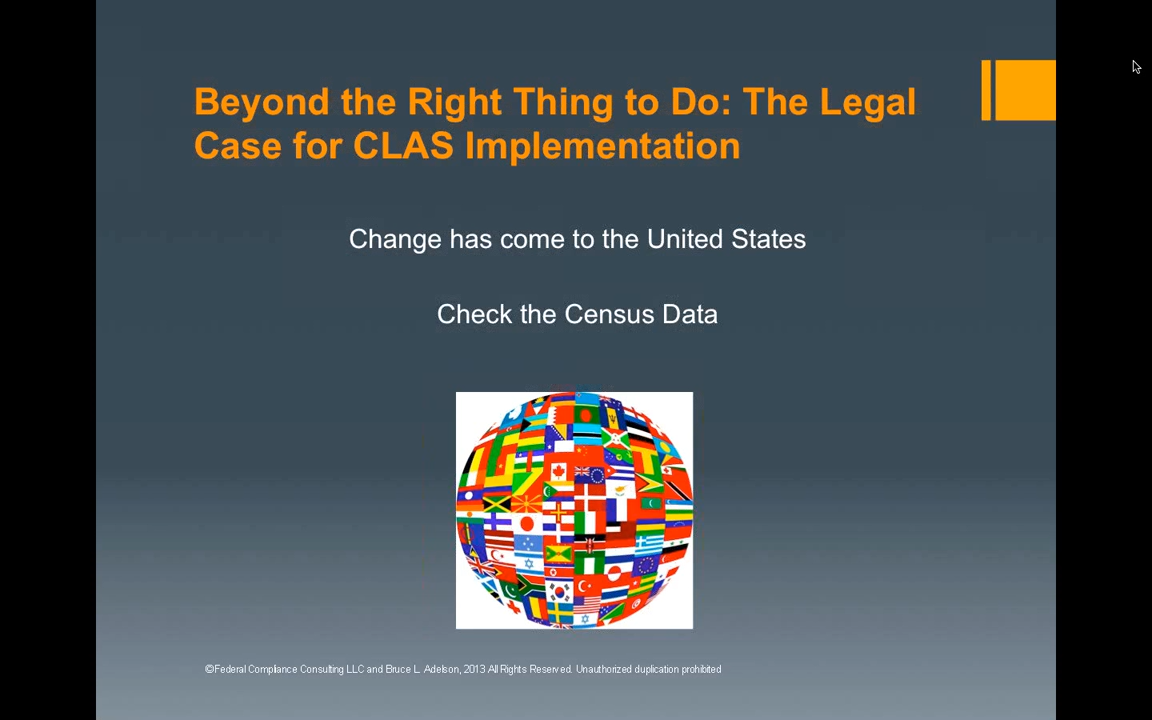 Beyond the Right Thing to Do: The Legal
Case for CLAS Implementation
Change has come to the United States
Check the Census Data
©Federal Compliance Consulting LLC and Bruce L. Adelson, 2013 All Rights Reserved. Unauthorized duplication prohibited